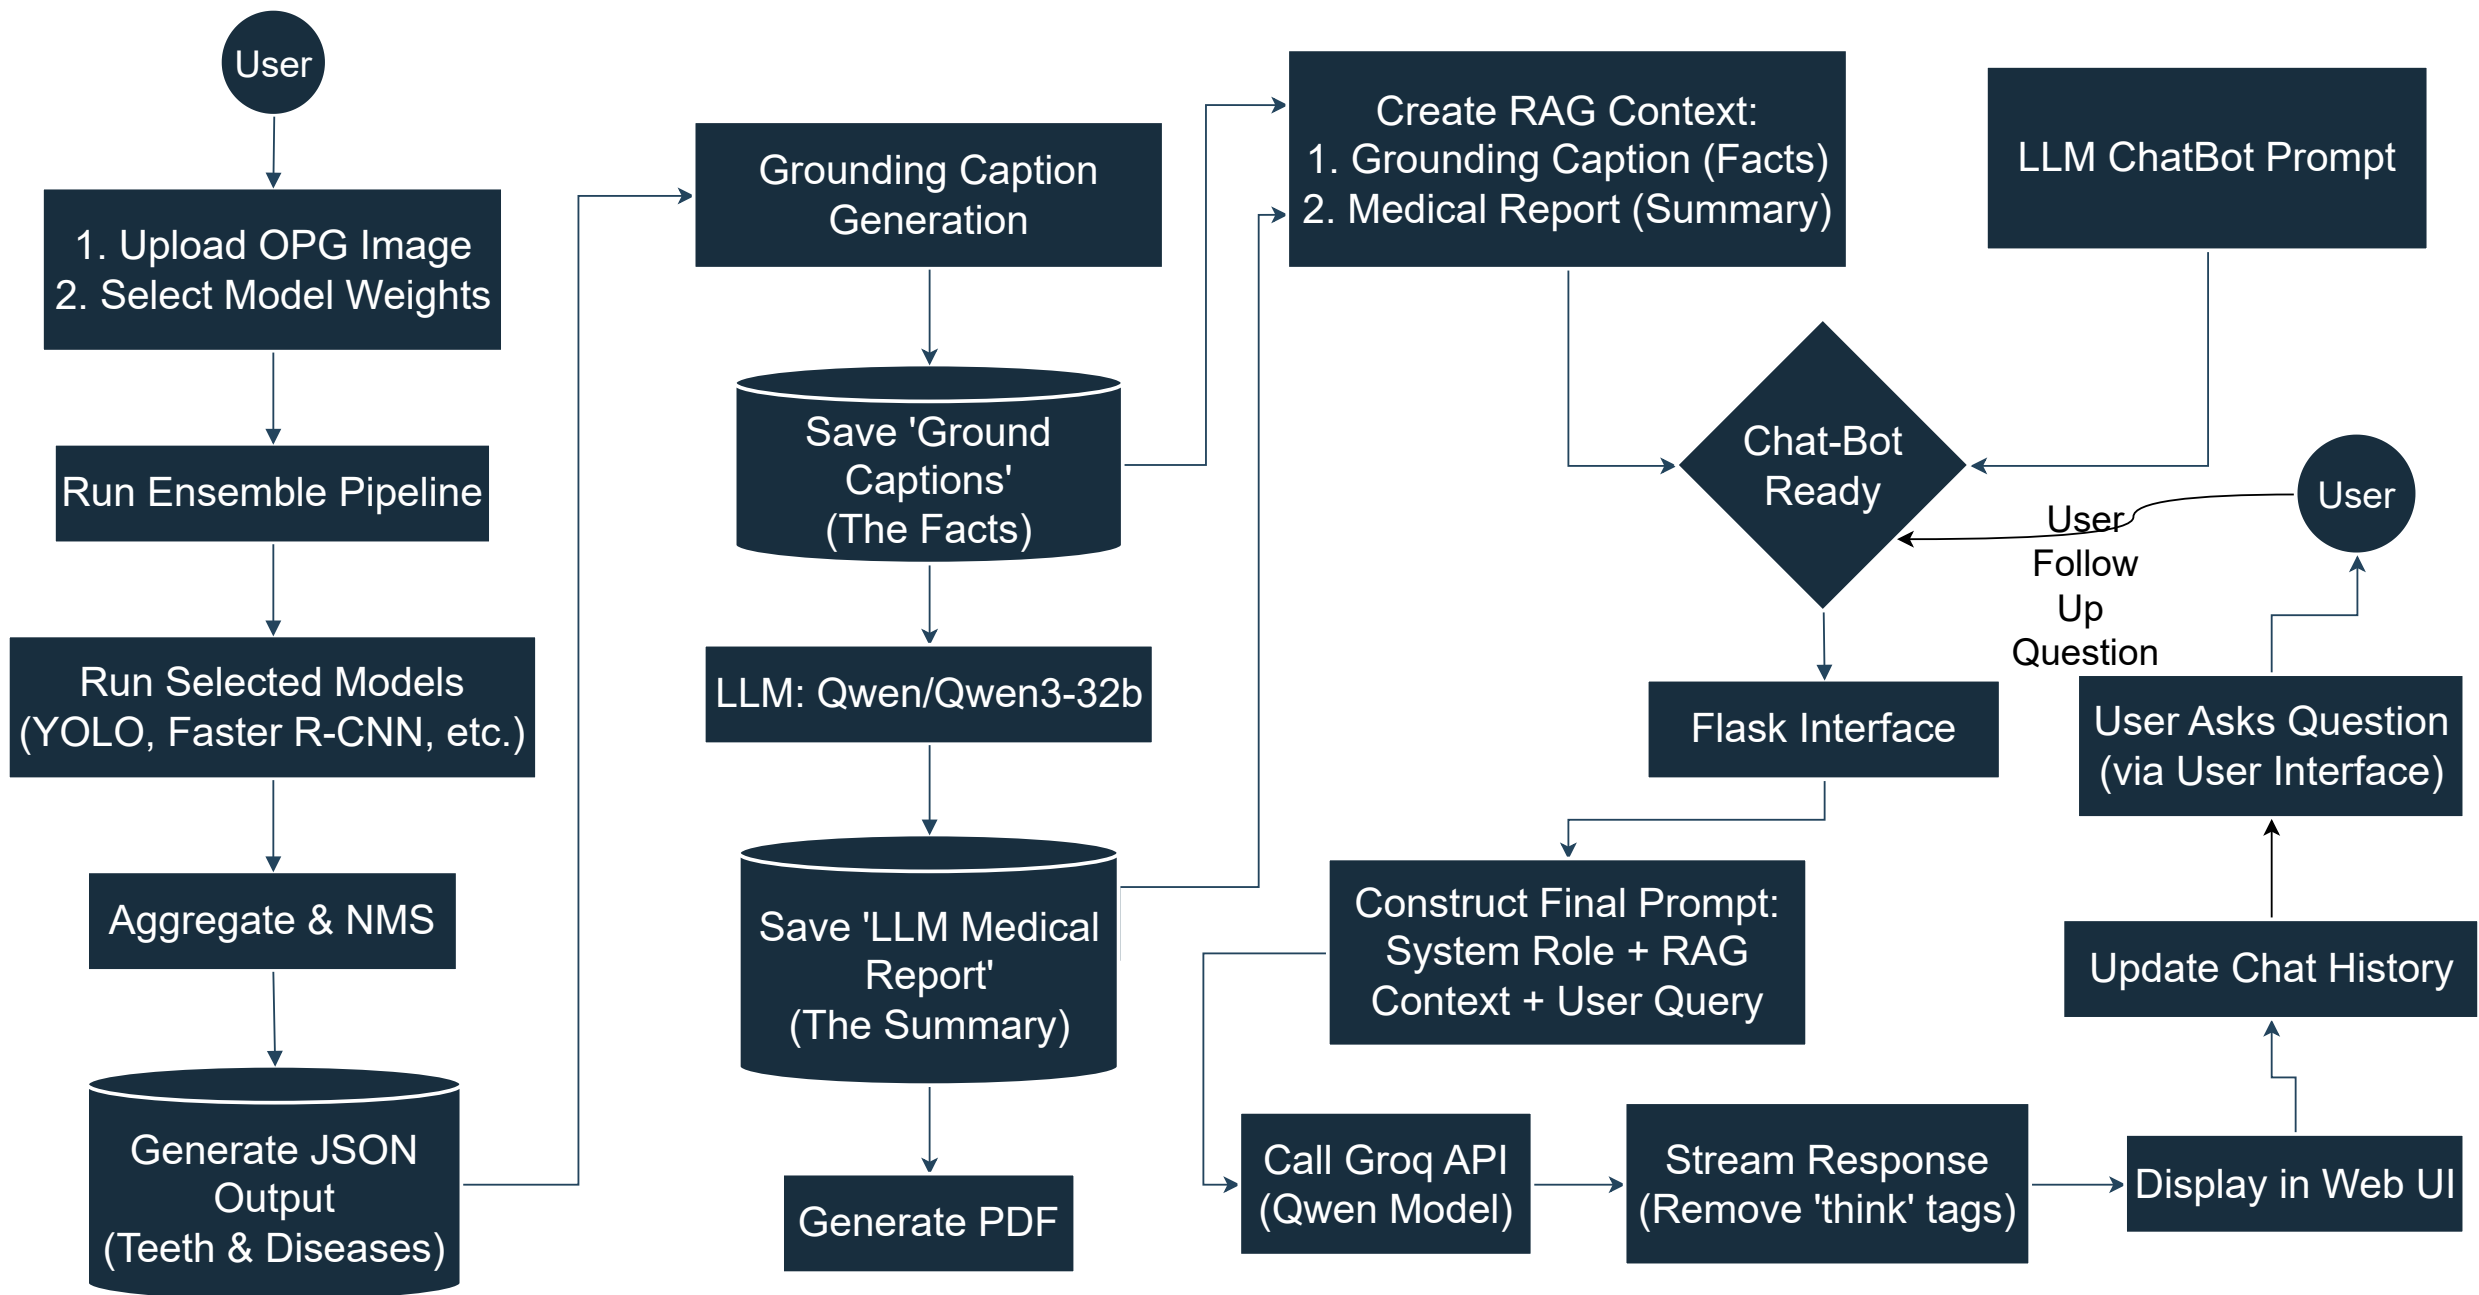 User
1. Upload OPG Image
2. Select Model Weights
Run Ensemble Pipeline
Run Selected Models
(YOLO, Faster R-CNN, etc.)
Aggregate & NMS
Generate JSON
Output
(Teeth & Diseases)
Grounding Caption
Generation
Save 'Ground
Captions'
(The Facts)
LLM: Qwen/Qwen3-32b
Save 'LLM Medical
Report'
(The Summary)
Generate PDF
Create RAG Context:
1. Grounding Caption (Facts)
2. Medical Report (Summary)
LLM ChatBot Prompt
Chat-Bot
Ready
User
User
Follow
Up
Question
Flask Interface
Construct Final Prompt:
System Role + RAG
Context + User Query
Call Groq API
(Qwen Model)
Stream Response
(Remove 'think' tags)
Display in Web UI
Update Chat History
User Asks Question
(via User Interface)